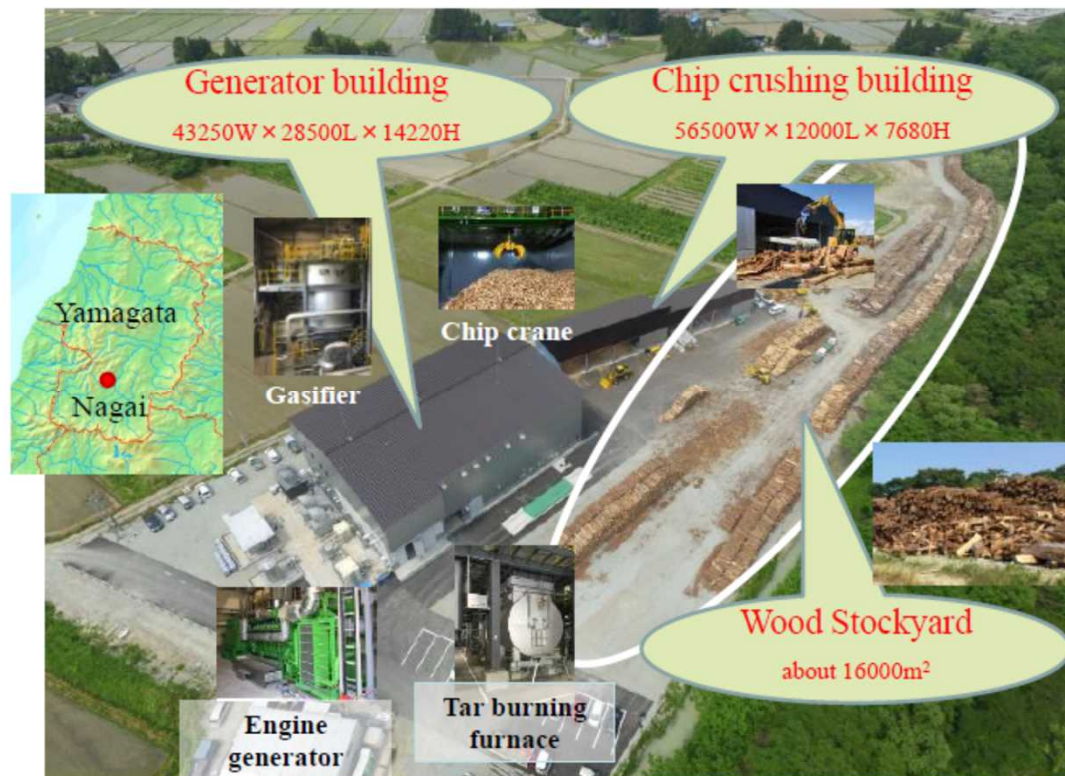 Generator building
43250W × 28500L × 14220H
Chip crushing building
56500W × 12000L × 7680H
Yamagata
Nagai
Gasifier
Chip crane
Wood Stockyard
about 16000m²
Engine
generator
Tar burning
furnace